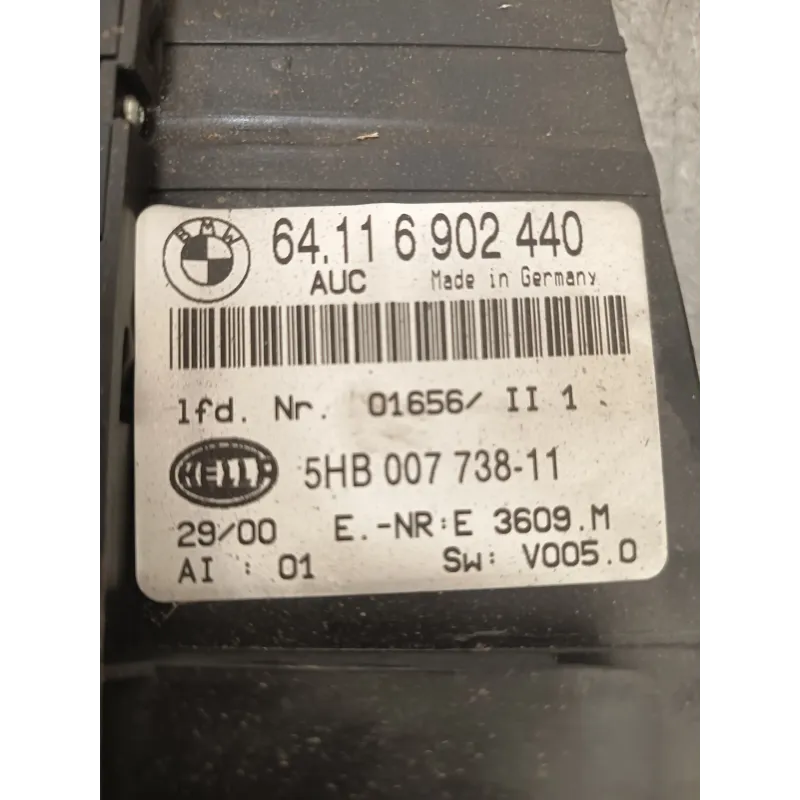 BMW 64.11 6 902 440
AUC Made in Germany
lfd. Nr. 01656/ II 1
HELLA 5HB 007 738-11
29/00 E.-NR:E 3609.M
AI : 01 Sw: V005.0